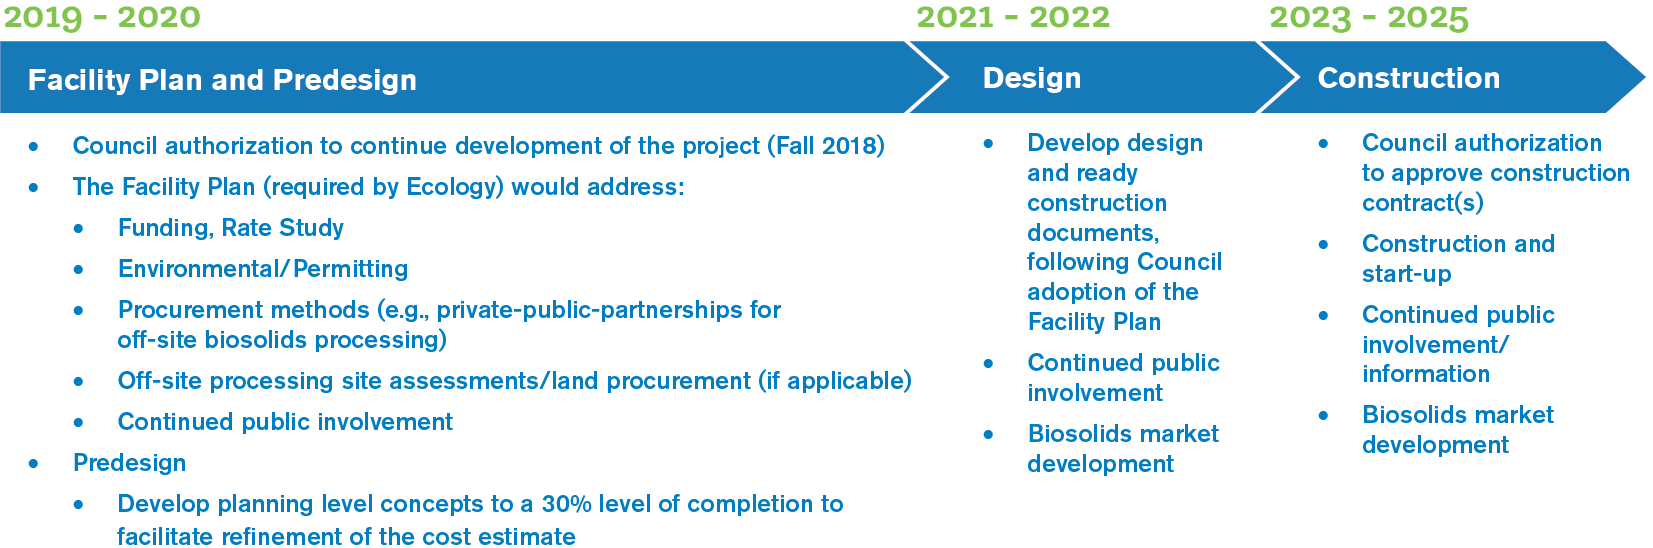 2019 - 2020
Facility Plan and Predesign
• Council authorization to continue development of the project (Fall 2018)
• The Facility Plan (required by Ecology) would address:
• Funding, Rate Study
• Environmental/Permitting
• Procurement methods (e.g., private-public-partnerships for
off-site biosolids processing)
• Off-site processing site assessments/land procurement (if applicable)
• Continued public involvement
• Predesign
• Develop planning level concepts to a 30% level of completion to
facilitate refinement of the cost estimate
2021 - 2022
Design
• Develop design
and ready
construction
documents,
following Council
adoption of the
Facility Plan
• Continued public
involvement
• Biosolids market
development
2023 - 2025
Construction
• Council authorization
to approve construction
contract(s)
• Construction and
start-up
• Continued public
involvement/
information
• Biosolids market
development